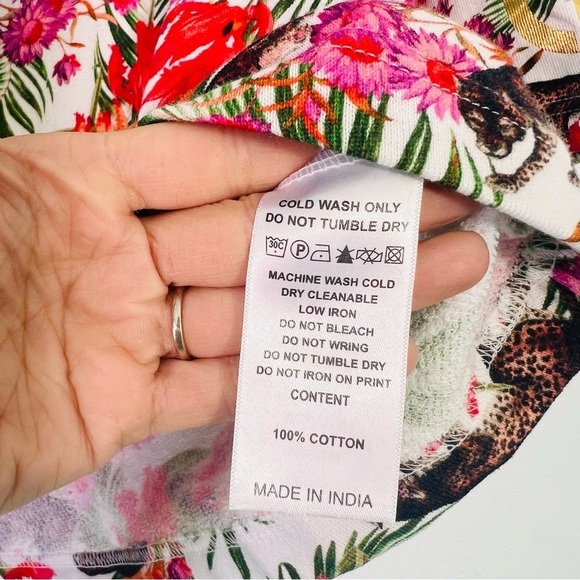 COLD WASH ONLY
DO NOT TUMBLE DRY
30C P
MACHINE WASH COLD
DRY CLEANABLE
LOW IRON
DO NOT BLEACH
DO NOT WRING
DO NOT TUMBLE DRY
DO NOT IRON ON PRINT
CONTENT
100% COTTON
MADE IN INDIA